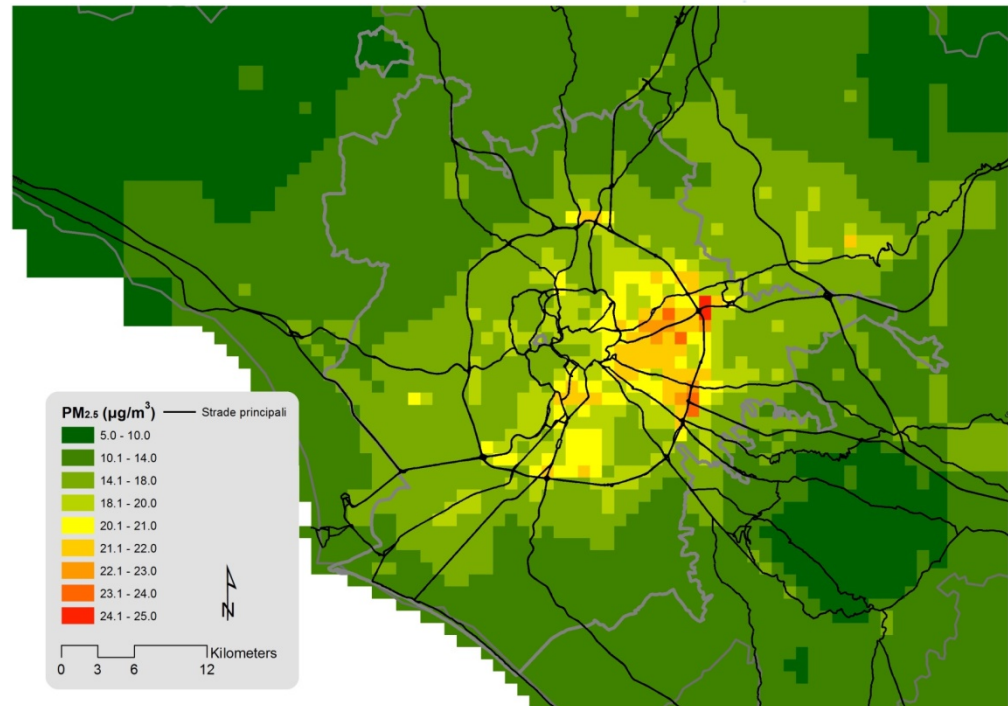 PM2.5 (µg/m³) Strade principali
5.0 - 10.0
10.1 - 14.0
14.1 - 18.0
18.1 - 20.0
20.1 - 21.0
21.1 - 22.0
22.1 - 23.0
23.1 - 24.0
24.1 - 25.0
N
Kilometers
0 3 6 12